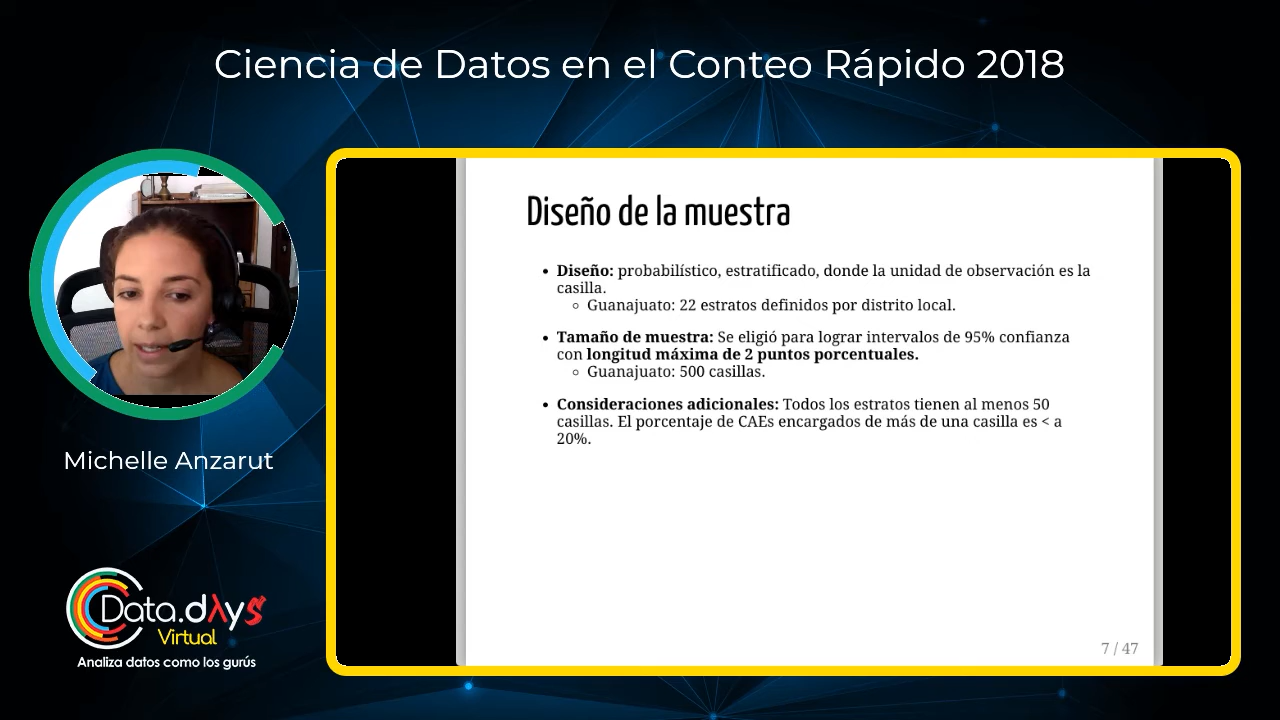 Ciencia de Datos en el Conteo Rápido 2018
Diseño de la muestra
• Diseño: probabilístico, estratificado, donde la unidad de observación es la
casilla.
◦ Guanajuato: 22 estratos definidos por distrito local.
• Tamaño de muestra: Se eligió para lograr intervalos de 95% confianza
con longitud máxima de 2 puntos porcentuales.
◦ Guanajuato: 500 casillas.
• Consideraciones adicionales: Todos los estratos tienen al menos 50
casillas. El porcentaje de CAEs encargados de más de una casilla es < a
20%.
7 / 47
Michelle Anzarut
Data.dλys
Virtual
Analiza datos como los gurús